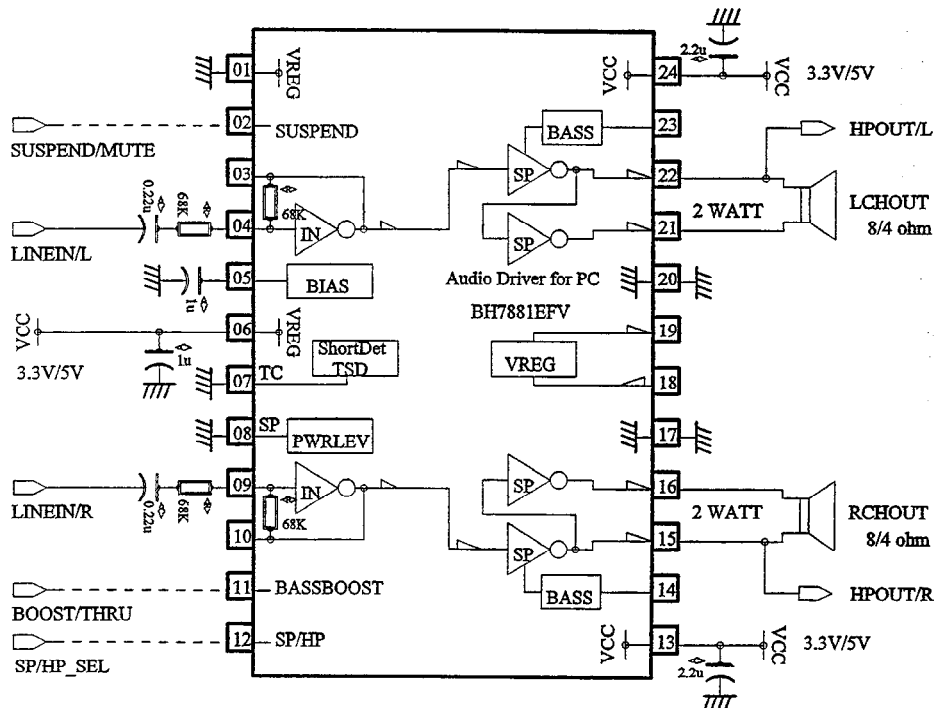 01
VREG
2.2u
VCC
24
VCC
3.3V/5V
02
SUSPEND
SUSPEND/MUTE
BASS
23
HPOUT/L
03
SP
22
0.22u
68K
68K
04
IN
LINEIN/L
2 WATT
LCHOUT
8/4 ohm
SP
21
1u
05
BIAS
Audio Driver for PC
BH7881EFV
20
VCC
06
VREG
3.3V/5V
1u
19
VREG
18
07
TC
ShortDet
TSD
08
SP
PWRLEV
17
LINEIN/R
0.22u
68K
09
IN
68K
10
SP
16
2 WATT
RCHOUT
8/4 ohm
SP
15
11
BASSBOOST
BOOST/THRU
BASS
14
HPOUT/R
12
SP/HP
SP/HP_SEL
VCC
13
VCC
3.3V/5V
2.2u